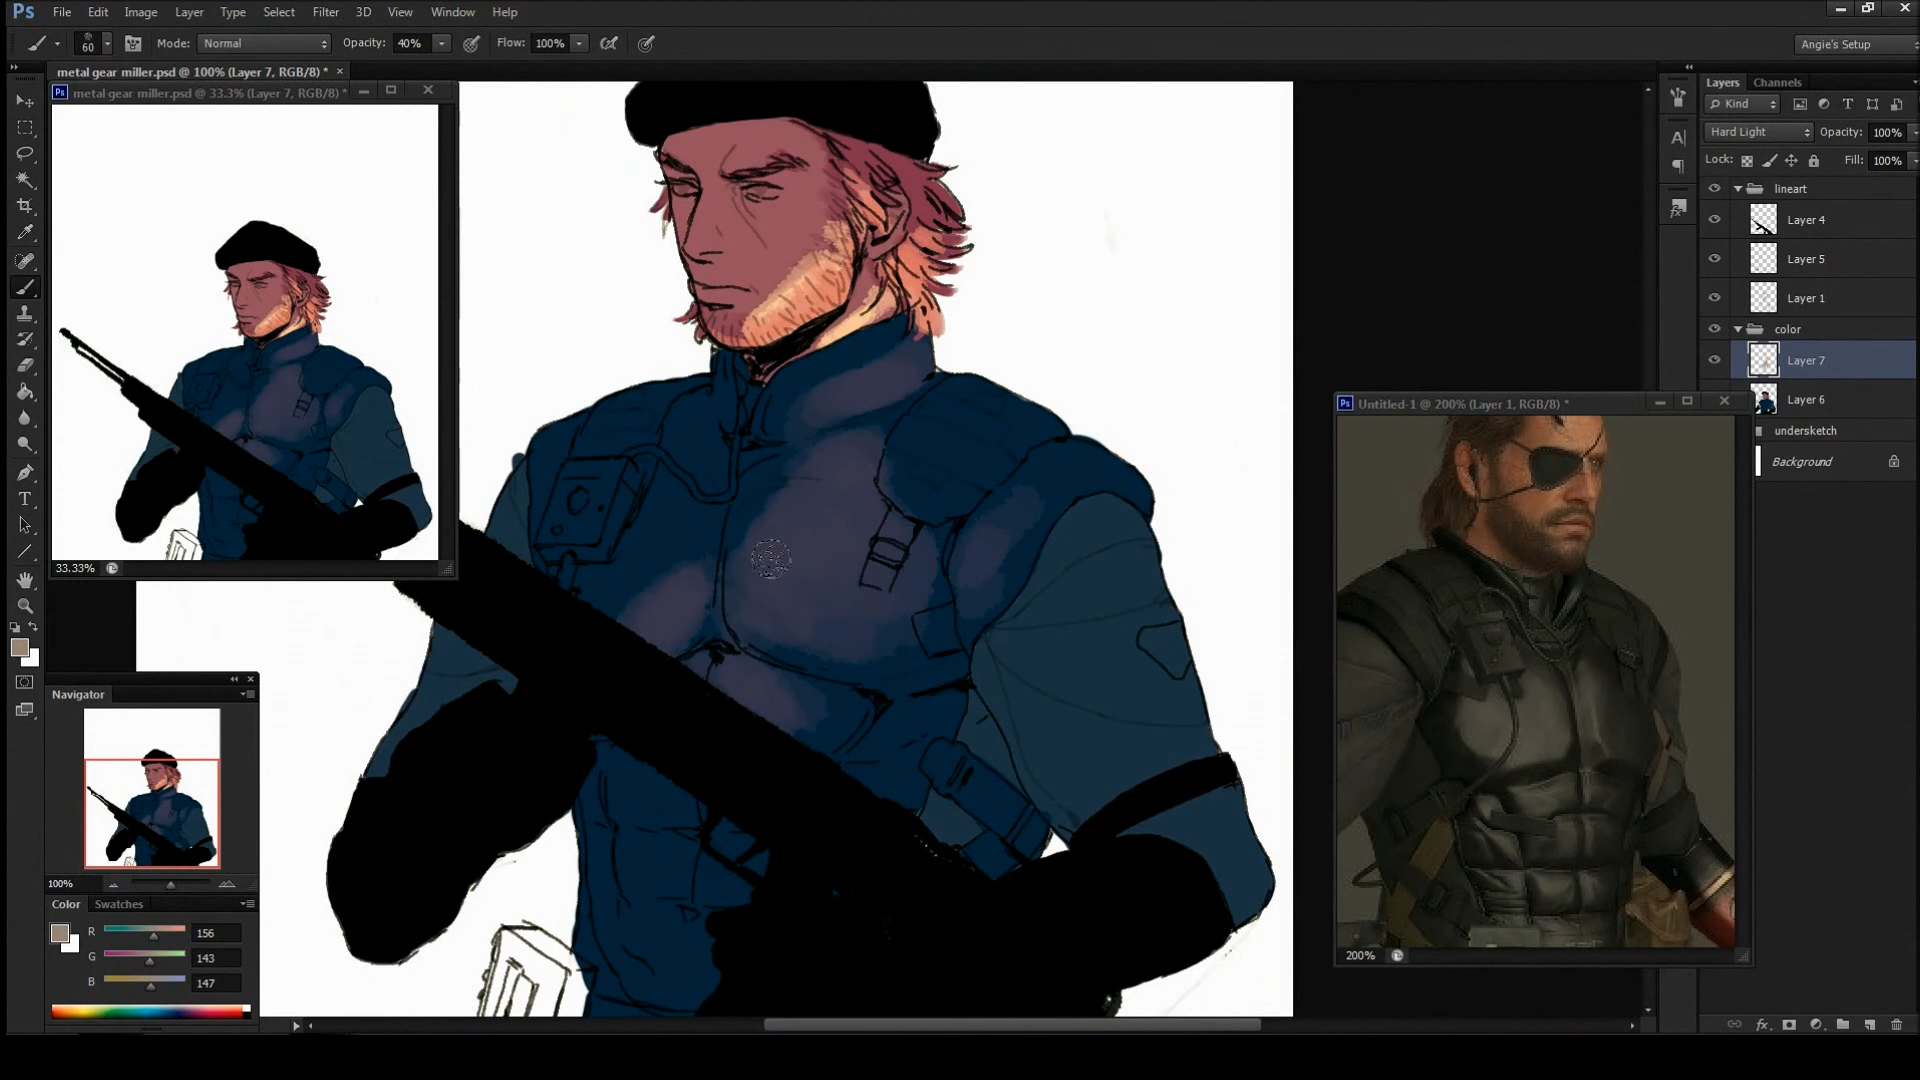 Ps File Edit Image Layer Type Select Filter 3D View Window Help
60 Mode: Normal Opacity: 40% Flow: 100% Angie's Setup
metal gear miller.psd @ 100% (Layer 7, RGB/8) * ×
Ps metal gear miller.psd @ 33.3% (Layer 7, RGB/8) *
33.33%
Navigator
100%
Color Swatches
R 156
G 143
B 147
Layers Channels
Kind
Hard Light Opacity: 100%
Lock: Fill: 100%
lineart
Layer 4
Layer 5
Layer 1
color
Layer 7
Layer 6
undersketch
Background
Ps Untitled-1 @ 200% (Layer 1, RGB/8) *
200%